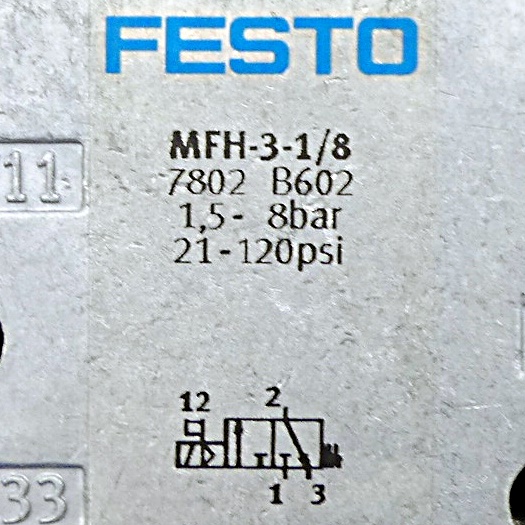 FESTO
MFH-3-1/8
7802 B602
1,5- 8bar
21-120psi
11
12 2
1 3
33